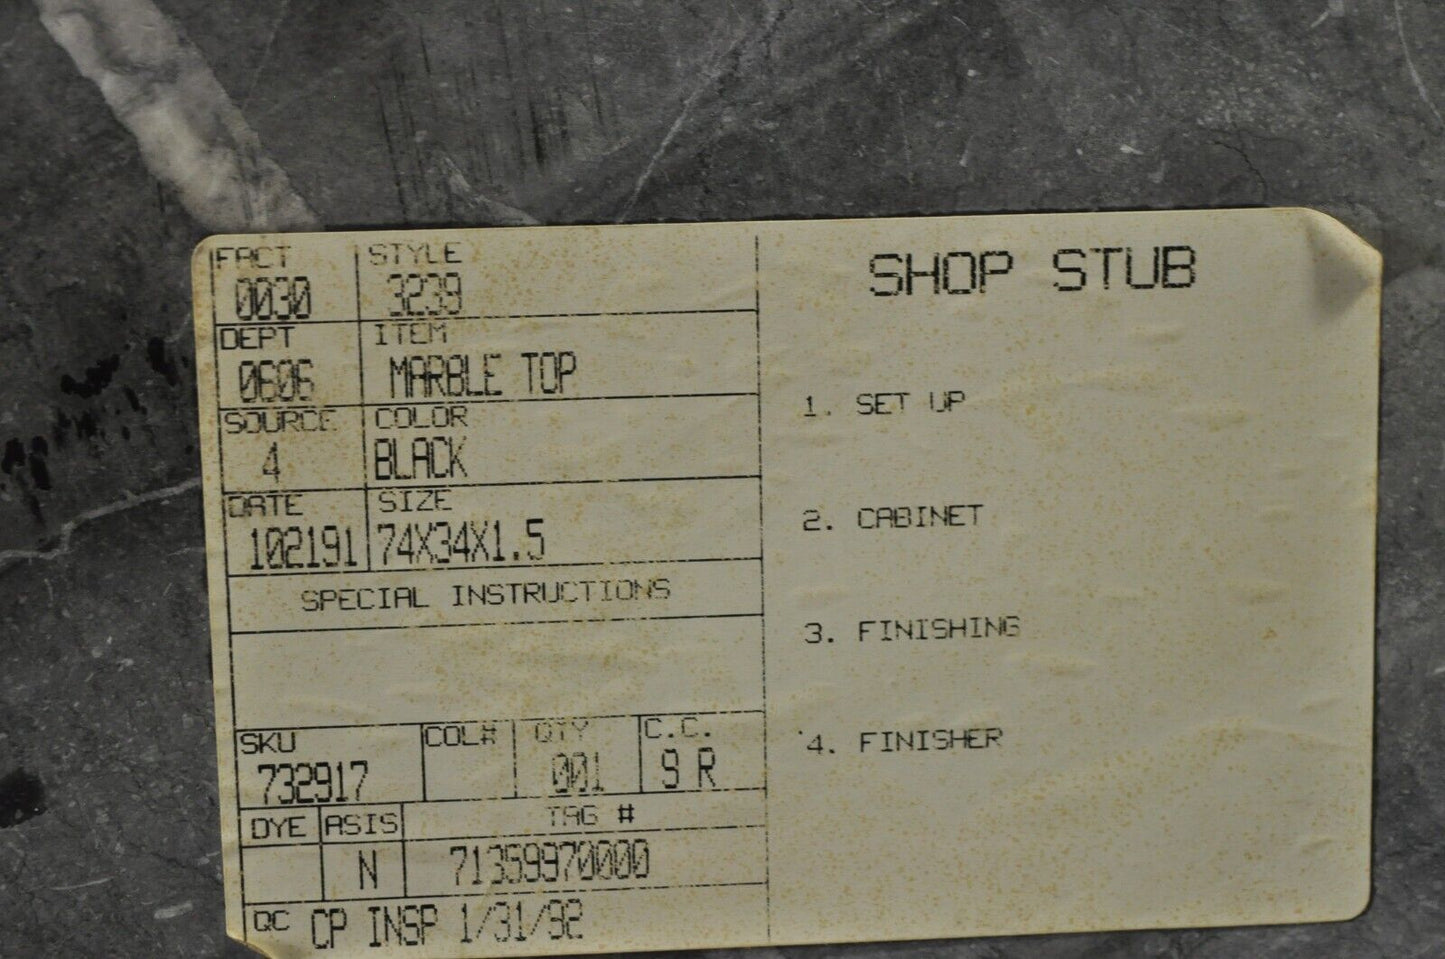 FACT STYLE
0030 3239
DEPT ITEM
0606 MARBLE TOP
SOURCE COLOR
4 BLACK
DATE SIZE
102191 74X34X1.5
SPECIAL INSTRUCTIONS
SKU COL# QTY C.C.
732917 001 9 R
DYE ASIS TAG #
N 71359970000
QC CP INSP 1/31/92
SHOP STUB
1. SET UP
2. CABINET
3. FINISHING
4. FINISHER